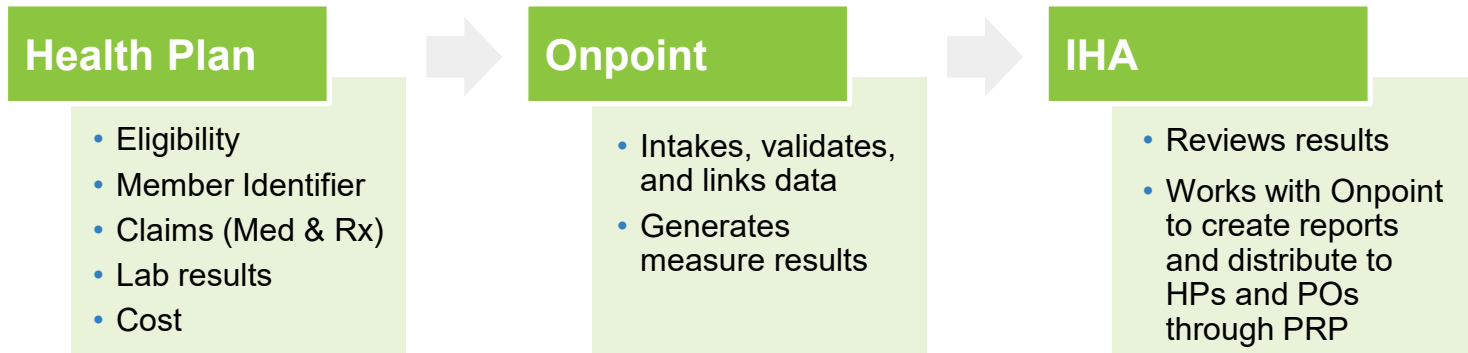 Health Plan
• Eligibility
• Member Identifier
• Claims (Med & Rx)
• Lab results
• Cost
Onpoint
• Intakes, validates,
and links data
• Generates
measure results
IHA
• Reviews results
• Works with Onpoint
to create reports
and distribute to
HPs and POs
through PRP